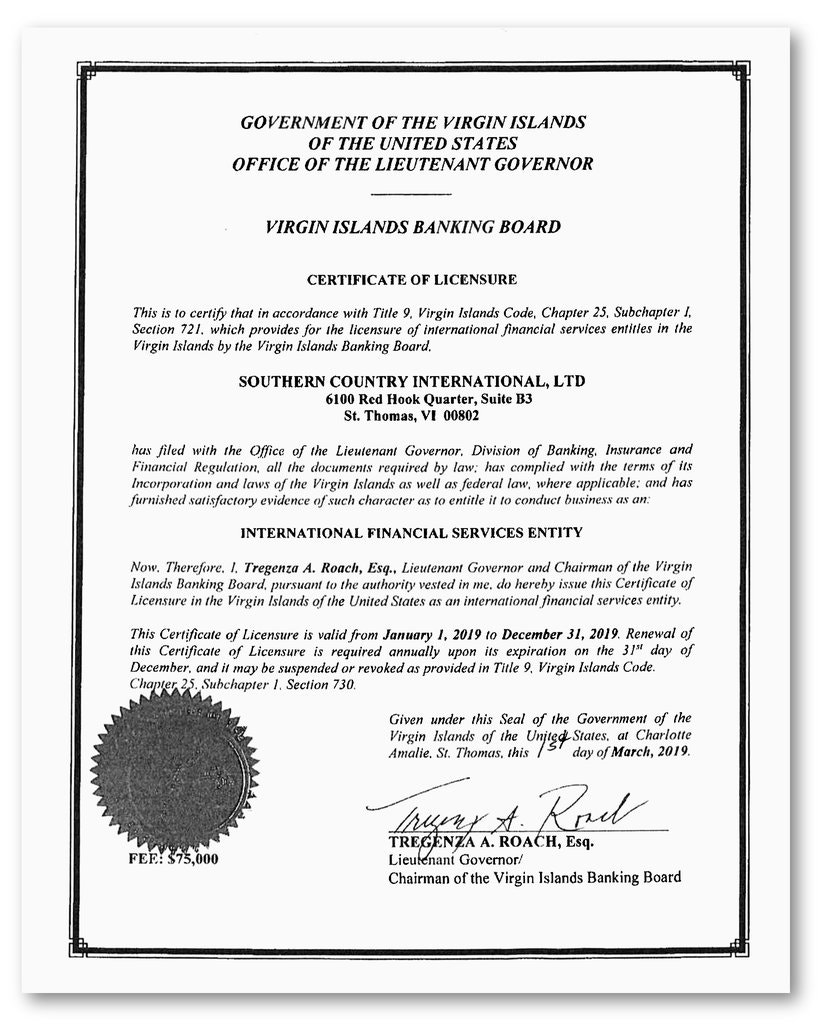 GOVERNMENT OF THE VIRGIN ISLANDS
OF THE UNITED STATES
OFFICE OF THE LIEUTENANT GOVERNOR
VIRGIN ISLANDS BANKING BOARD
CERTIFICATE OF LICENSURE
This is to certify that in accordance with Title 9, Virgin Islands Code, Chapter 25, Subchapter I,
Section 721, which provides for the licensure of international financial services entities in the
Virgin Islands by the Virgin Islands Banking Board,
SOUTHERN COUNTRY INTERNATIONAL, LTD
6100 Red Hook Quarter, Suite B3
St. Thomas, VI 00802
has filed with the Office of the Lieutenant Governor, Division of Banking, Insurance and
Financial Regulation, all the documents required by law; has complied with the terms of its
Incorporation and laws of the Virgin Islands as well as federal law, where applicable; and has
furnished satisfactory evidence of such character as to entitle it to conduct business as an:
INTERNATIONAL FINANCIAL SERVICES ENTITY
Now, Therefore, I, Tregenza A. Roach, Esq., Lieutenant Governor and Chairman of the Virgin
Islands Banking Board, pursuant to the authority vested in me, do hereby issue this Certificate of
Licensure in the Virgin Islands of the United States as an international financial services entity.
This Certificate of Licensure is valid from January 1, 2019 to December 31, 2019. Renewal of
this Certificate of Licensure is required annually upon its expiration on the 31st day of
December, and it may be suspended or revoked as provided in Title 9, Virgin Islands Code.
Chapter 25, Subchapter 1, Section 730.
Given under this Seal of the Government of the
Virgin Islands of the United States, at Charlotte
Amalie, St. Thomas, this 1st day of March, 2019.
Tregenza A. Roach
TREGENZA A. ROACH, Esq.
FEE: $75,000
Lieutenant Governor/
Chairman of the Virgin Islands Banking Board